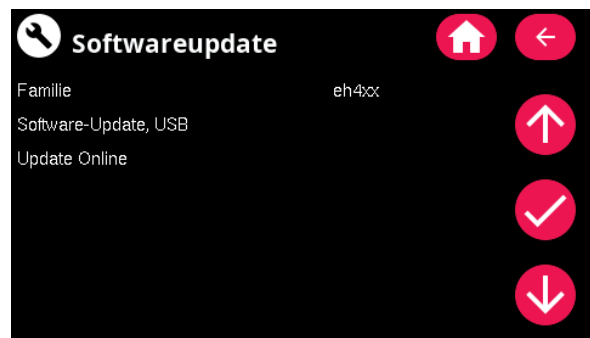 Softwareupdate
Familie eh4xx
Software-Update, USB
Update Online